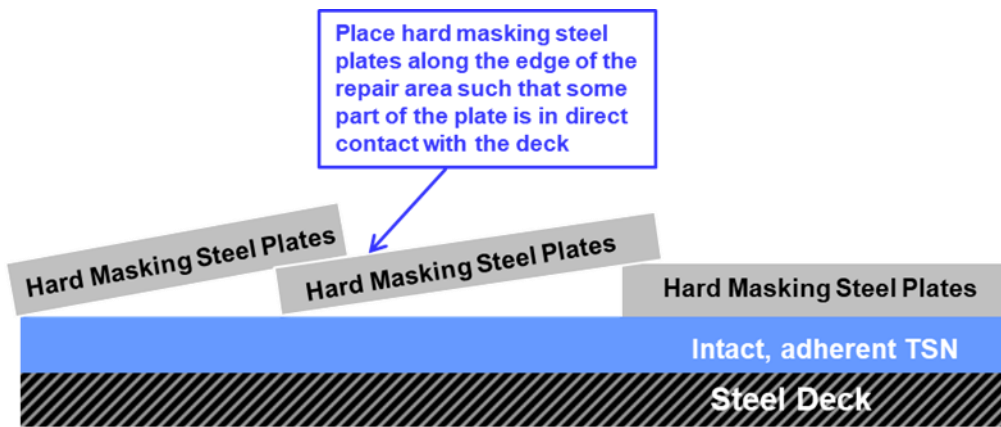 Place hard masking steel
plates along the edge of the
repair area such that some
part of the plate is in direct
contact with the deck
Hard Masking Steel Plates
Hard Masking Steel Plates
Hard Masking Steel Plates
Intact, adherent TSN
Steel Deck